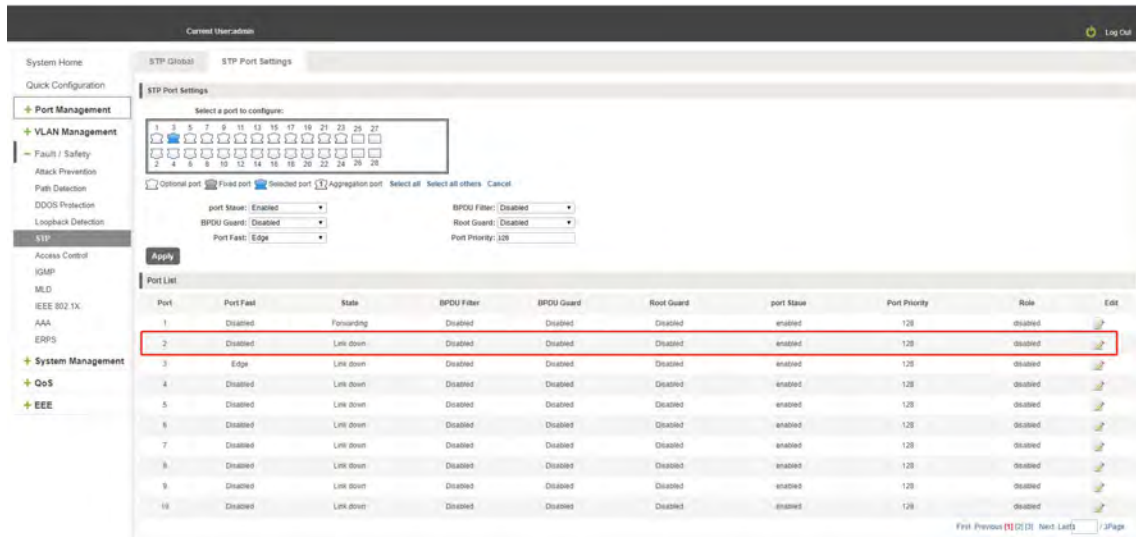 Current User:admin
Log Out
System Home
Quick Configuration
Port Management
VLAN Management
Fault / Safety
Attack Prevention
Path Detection
DDOS Protection
Loopback Detection
STP
Access Control
IGMP
MLD
IEEE 802.1X
AAA
ERPS
System Management
QoS
EEE
STP Global STP Port Settings
STP Port Settings
Select a port to configure:
1 3 5 7 9 11 13 15 17 19 21 23 25 27
2 4 6 8 10 12 14 16 18 20 22 24 26 28
Optional port Fixed port Selected port 1 Aggregation port Select all Select all others Cancel
port Staue: Enabled BPDU Filter: Disabled
BPDU Guard: Disabled Root Guard: Disabled
Port Fast: Edge Port Priority: 128
Apply
Port List
Port Port Fast State BPDU Filter BPDU Guard Root Guard port Staue Port Priority Role Edit
1 Disabled Forwarding Disabled Disabled Disabled enabled 128 disabled
2 Disabled Link down Disabled Disabled Disabled enabled 128 disabled
3 Edge Link down Disabled Disabled Disabled enabled 128 disabled
4 Disabled Link down Disabled Disabled Disabled enabled 128 disabled
5 Disabled Link down Disabled Disabled Disabled enabled 128 disabled
6 Disabled Link down Disabled Disabled Disabled enabled 128 disabled
7 Disabled Link down Disabled Disabled Disabled enabled 128 disabled
8 Disabled Link down Disabled Disabled Disabled enabled 128 disabled
9 Disabled Link down Disabled Disabled Disabled enabled 128 disabled
10 Disabled Link down Disabled Disabled Disabled enabled 128 disabled
First Previous [1] [2] [3] Next Last / 3Page